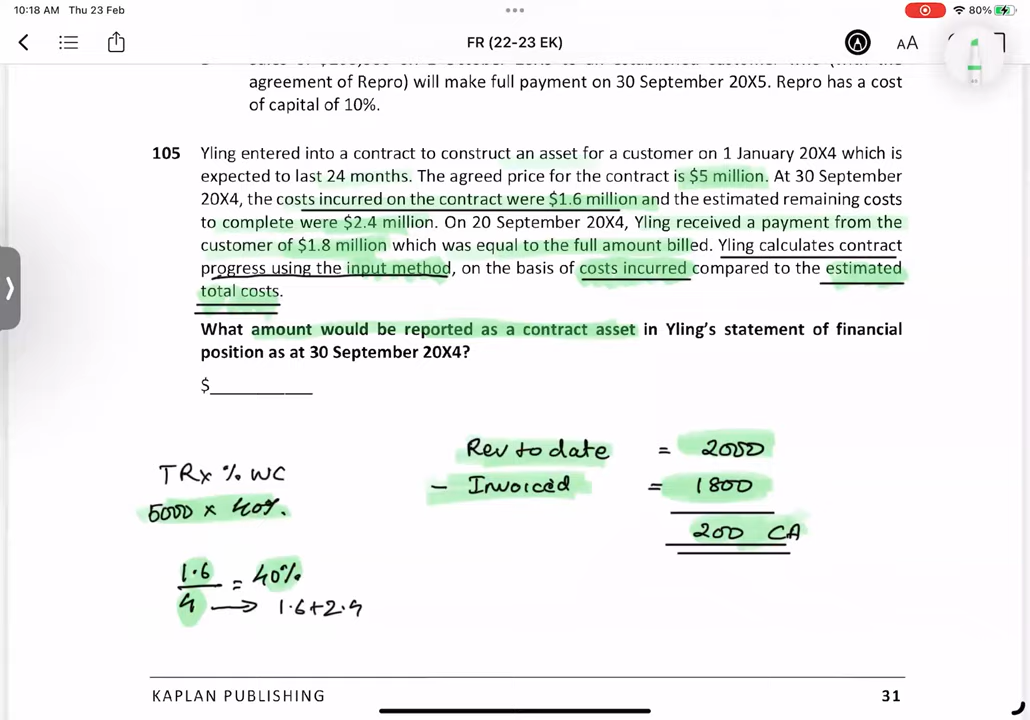 10:18 AM Thu 23 Feb
80%
FR (22-23 EK)
AA
agreement of Repro) will make full payment on 30 September 20X5. Repro has a cost
of capital of 10%.
105 Yling entered into a contract to construct an asset for a customer on 1 January 20X4 which is
expected to last 24 months. The agreed price for the contract is $5 million. At 30 September
20X4, the costs incurred on the contract were $1.6 million and the estimated remaining costs
to complete were $2.4 million. On 20 September 20X4, Yling received a payment from the
customer of $1.8 million which was equal to the full amount billed. Yling calculates contract
progress using the input method, on the basis of costs incurred compared to the estimated
total costs.
What amount would be reported as a contract asset in Yling's statement of financial
position as at 30 September 20X4?
$
Rev to date = 2000
TR x % WC
- Invoiced = 1800
5000 x 40%.
200 CA
1.6
= 40%
4 → 1.6+2.4
KAPLAN PUBLISHING 31